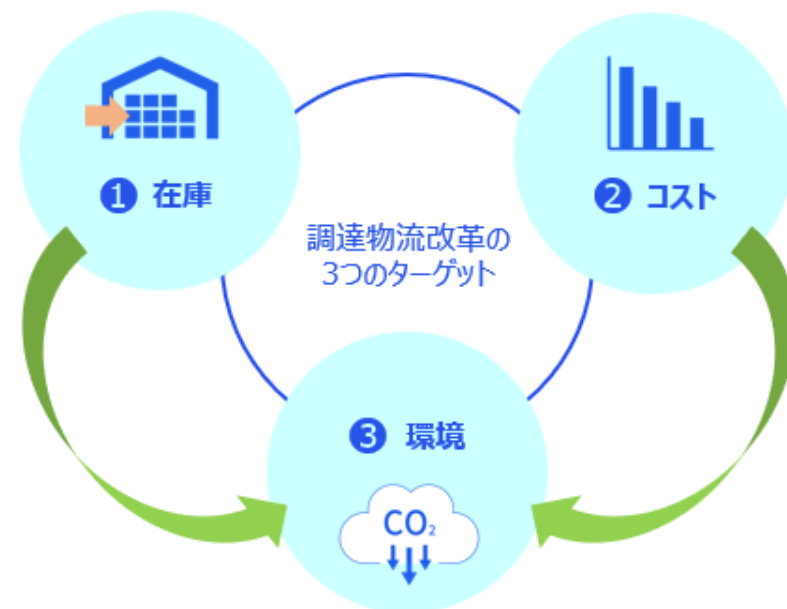 ❶ 在庫
❷ コスト
調達物流改革の
3つのターゲット
❸ 環境
CO₂